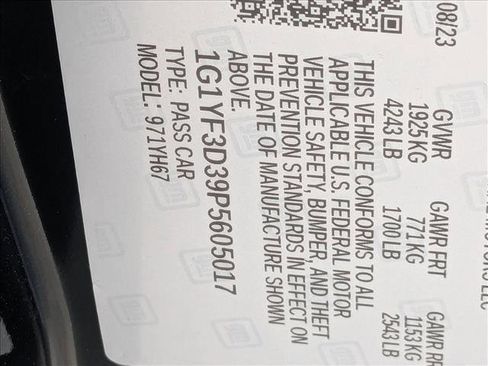 MOTORS LLC
08/23 GVWR GAWR FRT GAWR RR
1925 KG 771 KG 1153 KG
4243 LB 1700 LB 2543 LB
THIS VEHICLE CONFORMS TO ALL
APPLICABLE U.S. FEDERAL MOTOR
VEHICLE SAFETY, BUMPER, AND THEFT
PREVENTION STANDARDS IN EFFECT ON
THE DATE OF MANUFACTURE SHOWN
ABOVE.
1G1YF3D39P5605017
TYPE: PASS CAR
MODEL: 971YH67